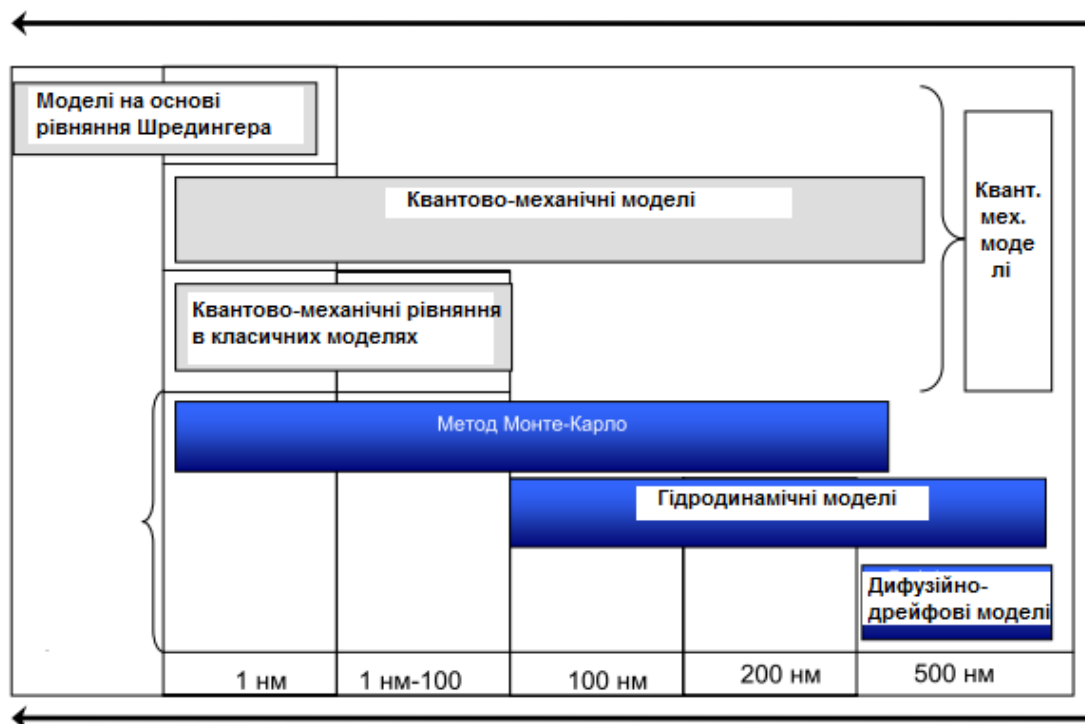 Моделі на основі
рівняння Шредингера
Квантово-механічні моделі
Квант.
мех.
моде
лі
Квантово-механічні рівняння
в класичних моделях
Метод Монте-Карло
Гідродинамічні моделі
Дифузійно-
дрейфові моделі
1 нм
1 нм-100
100 нм
200 нм
500 нм